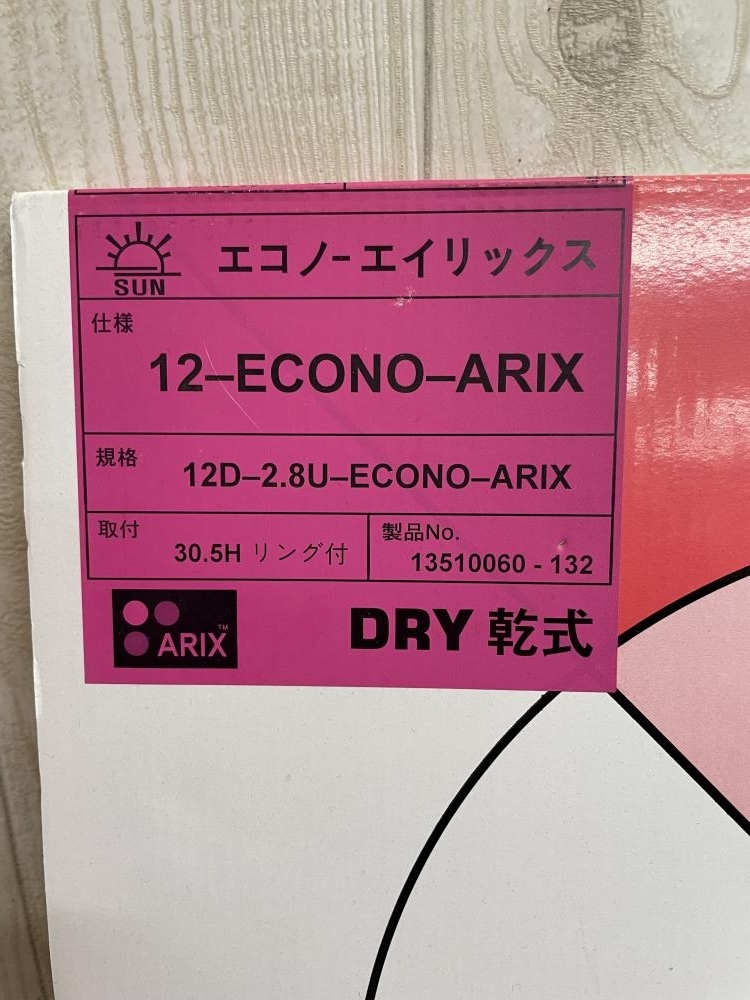 SUN
エコノーエイリックス
仕様
12–ECONO–ARIX
規格
12D–2.8U–ECONO–ARIX
取付
30.5H リング付
製品No.
13510060 - 132
ARIX™
DRY 乾式